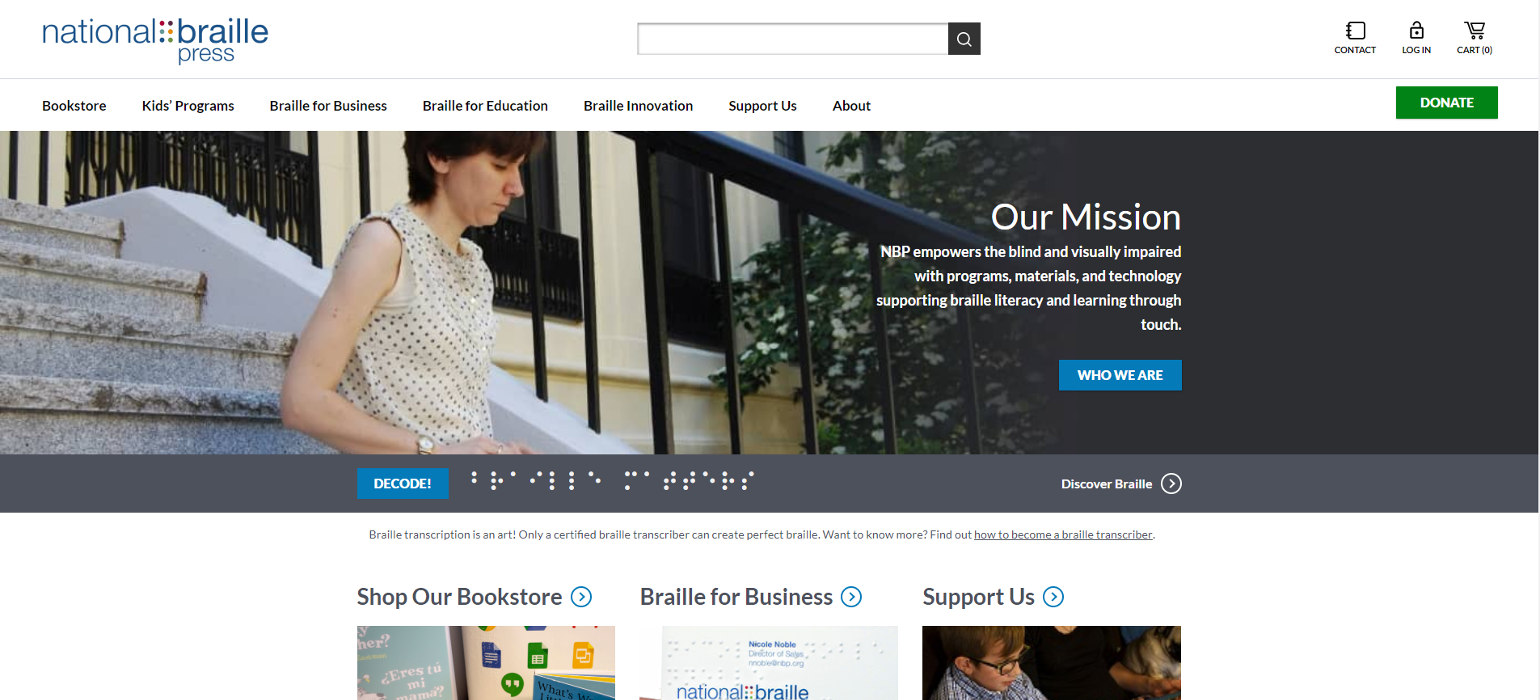 national braille
press
CONTACT
LOG IN
CART (0)
Bookstore
Kids' Programs
Braille for Business
Braille for Education
Braille Innovation
Support Us
About
DONATE
Our Mission
NBP empowers the blind and visually impaired
with programs, materials, and technology
supporting braille literacy and learning through
touch.
WHO WE ARE
DECODE!
⠃⠗⠁⠊⠇⠇⠑ ⠍⠁⠞⠞⠑⠗⠎
Discover Braille
Braille transcription is an art! Only a certified braille transcriber can create perfect braille. Want to know more? Find out how to become a braille transcriber.
Shop Our Bookstore
Braille for Business
Support Us
her?
¿Eres tú
mi
mamá?
What's
Nicole Noble
Director of Sales
nnoble@nbp.org
national braille